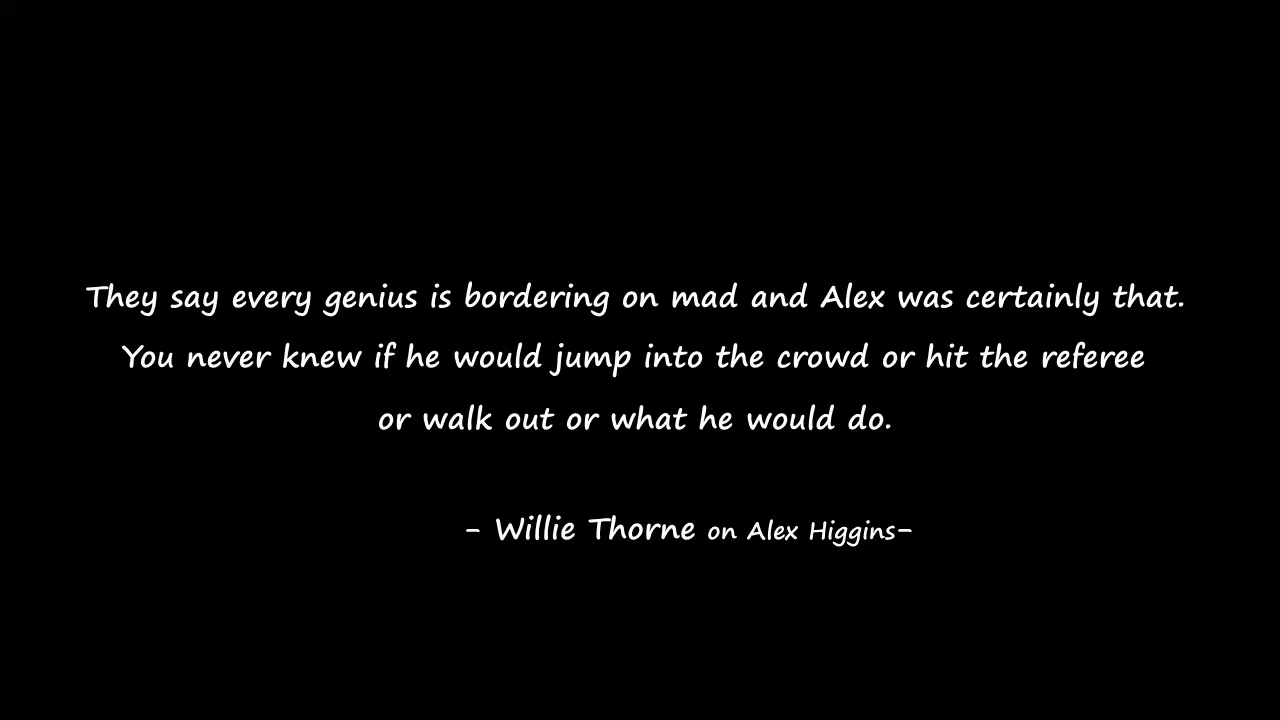 They say every genius is bordering on mad and Alex was certainly that.
You never knew if he would jump into the crowd or hit the referee
or walk out or what he would do.
- Willie Thorne on Alex Higgins-